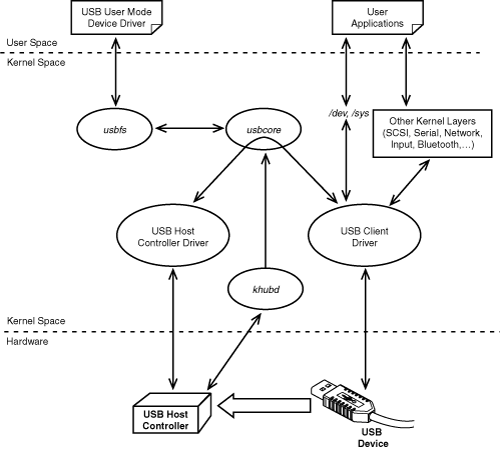 USB User Mode
Device Driver
User
Applications
User Space
Kernel Space
usbfs
usbcore
/dev, /sys
Other Kernel Layers
(SCSI, Serial, Network,
Input, Bluetooth,...)
USB Host
Controller Driver
USB Client
Driver
khubd
Kernel Space
Hardware
USB Host
Controller
USB
Device